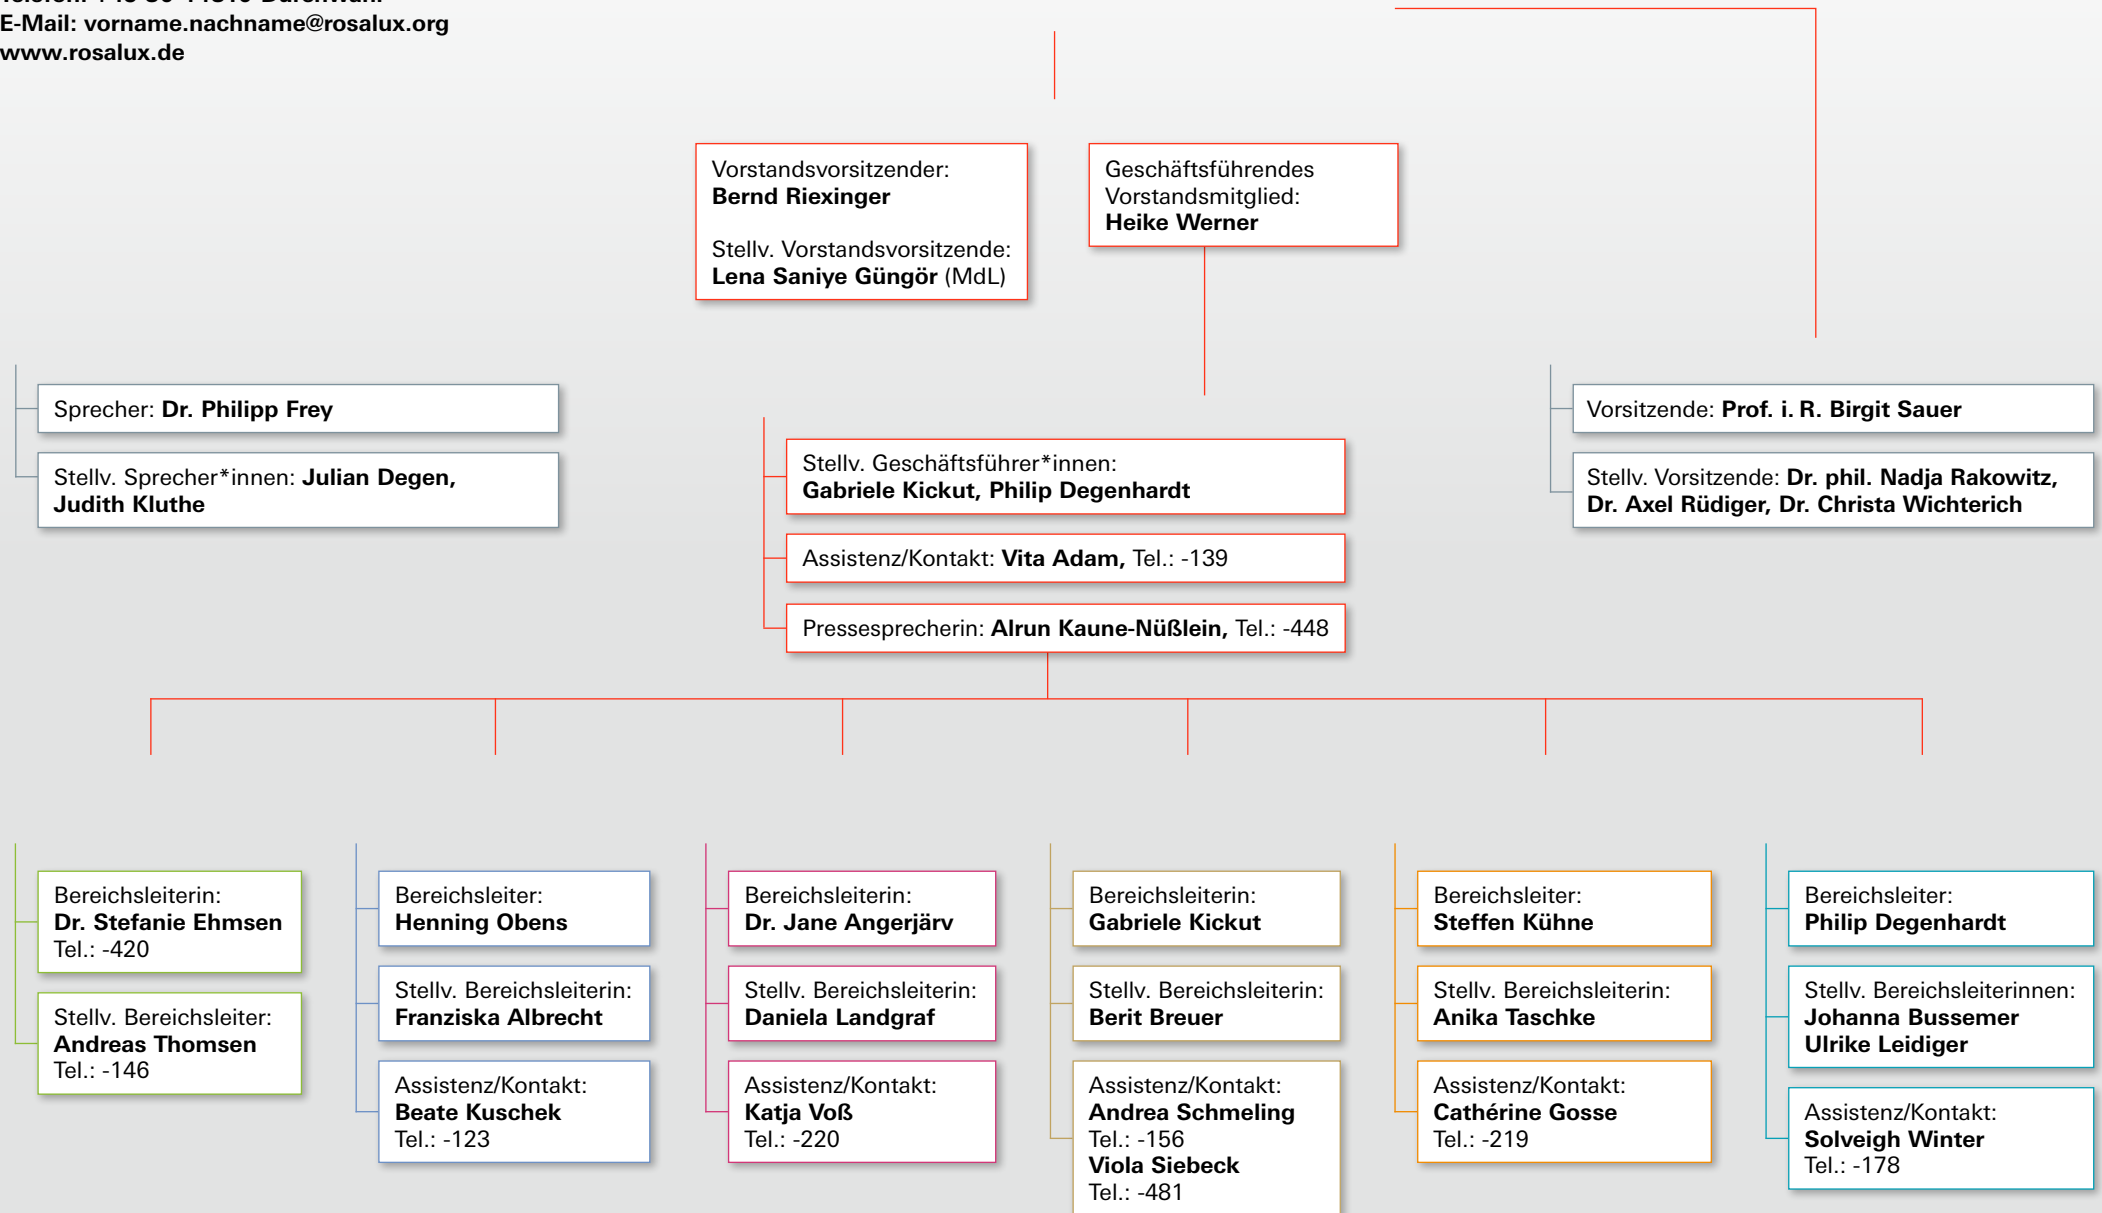 E-Mail: vorname.nachname@rosalux.org
www.rosalux.de
Vorstandsvorsitzender:
Bernd Riexinger
Stellv. Vorstandsvorsitzende:
Lena Saniye Güngör (MdL)
Geschäftsführendes
Vorstandsmitglied:
Heike Werner
Sprecher: Dr. Philipp Frey
Stellv. Sprecher*innen: Julian Degen,
Judith Kluthe
Stellv. Geschäftsführer*innen:
Gabriele Kickut, Philip Degenhardt
Assistenz/Kontakt: Vita Adam, Tel.: -139
Pressesprecherin: Alrun Kaune-Nüßlein, Tel.: -448
Vorsitzende: Prof. i. R. Birgit Sauer
Stellv. Vorsitzende: Dr. phil. Nadja Rakowitz,
Dr. Axel Rüdiger, Dr. Christa Wichterich
Bereichsleiterin:
Dr. Stefanie Ehmsen
Tel.: -420
Stellv. Bereichsleiter:
Andreas Thomsen
Tel.: -146
Bereichsleiter:
Henning Obens
Stellv. Bereichsleiterin:
Franziska Albrecht
Assistenz/Kontakt:
Beate Kuschek
Tel.: -123
Bereichsleiterin:
Dr. Jane Angerjärv
Stellv. Bereichsleiterin:
Daniela Landgraf
Assistenz/Kontakt:
Katja Voß
Tel.: -220
Bereichsleiterin:
Gabriele Kickut
Stellv. Bereichsleiterin:
Berit Breuer
Assistenz/Kontakt:
Andrea Schmeling
Tel.: -156
Viola Siebeck
Tel.: -481
Bereichsleiter:
Steffen Kühne
Stellv. Bereichsleiterin:
Anika Taschke
Assistenz/Kontakt:
Cathérine Gosse
Tel.: -219
Bereichsleiter:
Philip Degenhardt
Stellv. Bereichsleiterinnen:
Johanna Bussemer
Ulrike Leidiger
Assistenz/Kontakt:
Solveigh Winter
Tel.: -178